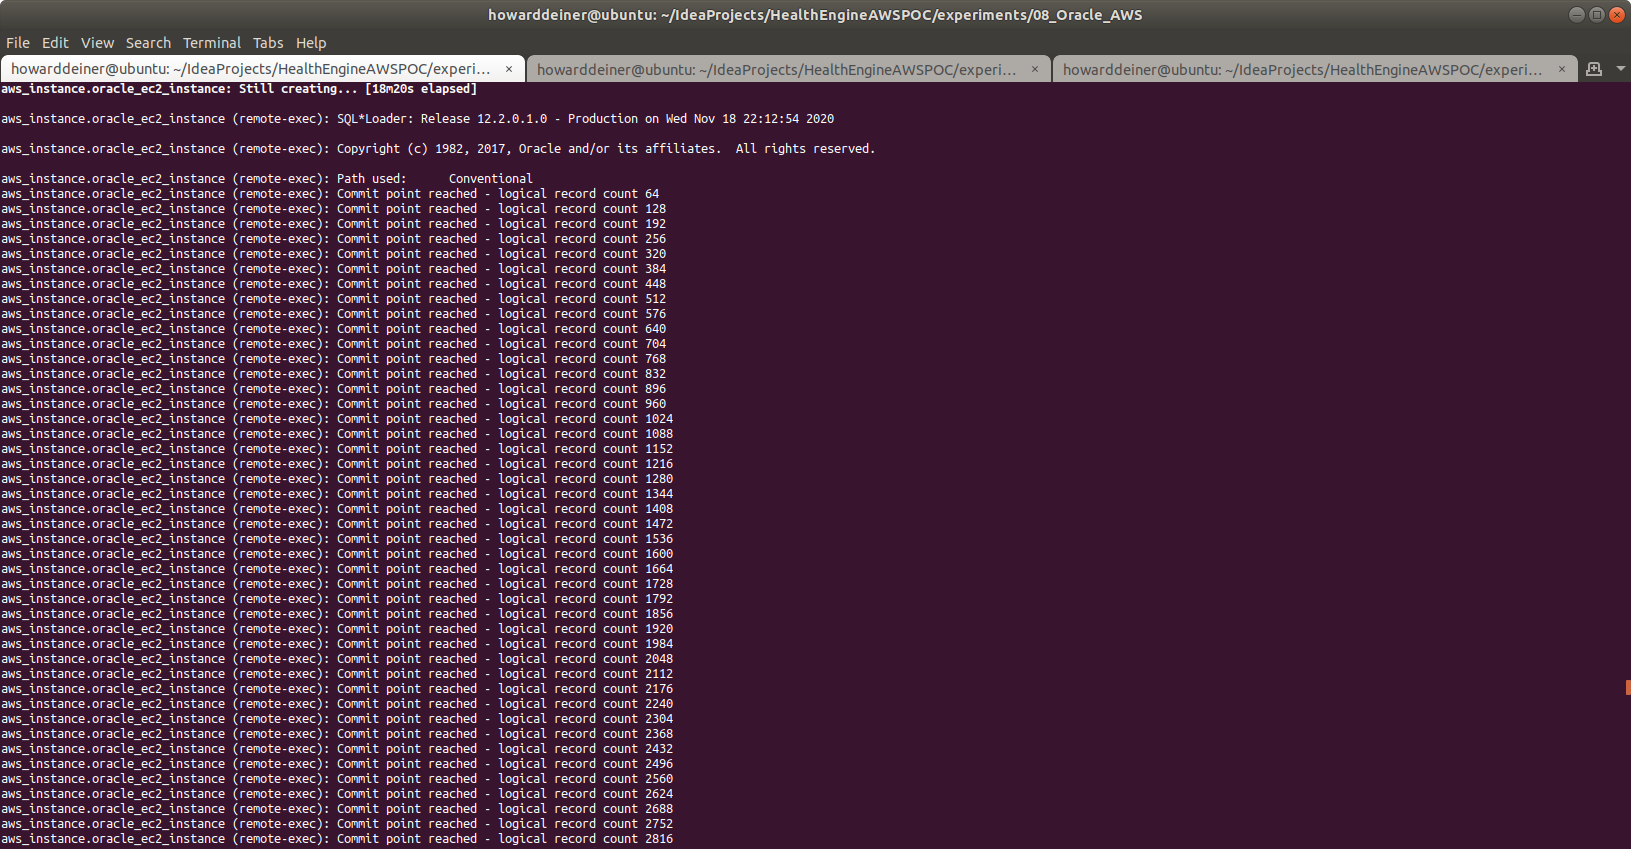 howarddeiner@ubuntu: ~/IdeaProjects/HealthEngineAWSPOC/experiments/08_Oracle_AWS
File Edit View Search Terminal Tabs Help
howarddeiner@ubuntu: ~/IdeaProjects/HealthEngineAWSPOC/experi... × howarddeiner@ubuntu: ~/IdeaProjects/HealthEngineAWSPOC/experi... × howarddeiner@ubuntu: ~/IdeaProjects/HealthEngineAWSPOC/experi... ×
aws_instance.oracle_ec2_instance: Still creating... [18m20s elapsed]
aws_instance.oracle_ec2_instance (remote-exec): SQL*Loader: Release 12.2.0.1.0 - Production on Wed Nov 18 22:12:54 2020
aws_instance.oracle_ec2_instance (remote-exec): Copyright (c) 1982, 2017, Oracle and/or its affiliates.  All rights reserved.
aws_instance.oracle_ec2_instance (remote-exec): Path used:      Conventional
aws_instance.oracle_ec2_instance (remote-exec): Commit point reached - logical record count 64
aws_instance.oracle_ec2_instance (remote-exec): Commit point reached - logical record count 128
aws_instance.oracle_ec2_instance (remote-exec): Commit point reached - logical record count 192
aws_instance.oracle_ec2_instance (remote-exec): Commit point reached - logical record count 256
aws_instance.oracle_ec2_instance (remote-exec): Commit point reached - logical record count 320
aws_instance.oracle_ec2_instance (remote-exec): Commit point reached - logical record count 384
aws_instance.oracle_ec2_instance (remote-exec): Commit point reached - logical record count 448
aws_instance.oracle_ec2_instance (remote-exec): Commit point reached - logical record count 512
aws_instance.oracle_ec2_instance (remote-exec): Commit point reached - logical record count 576
aws_instance.oracle_ec2_instance (remote-exec): Commit point reached - logical record count 640
aws_instance.oracle_ec2_instance (remote-exec): Commit point reached - logical record count 704
aws_instance.oracle_ec2_instance (remote-exec): Commit point reached - logical record count 768
aws_instance.oracle_ec2_instance (remote-exec): Commit point reached - logical record count 832
aws_instance.oracle_ec2_instance (remote-exec): Commit point reached - logical record count 896
aws_instance.oracle_ec2_instance (remote-exec): Commit point reached - logical record count 960
aws_instance.oracle_ec2_instance (remote-exec): Commit point reached - logical record count 1024
aws_instance.oracle_ec2_instance (remote-exec): Commit point reached - logical record count 1088
aws_instance.oracle_ec2_instance (remote-exec): Commit point reached - logical record count 1152
aws_instance.oracle_ec2_instance (remote-exec): Commit point reached - logical record count 1216
aws_instance.oracle_ec2_instance (remote-exec): Commit point reached - logical record count 1280
aws_instance.oracle_ec2_instance (remote-exec): Commit point reached - logical record count 1344
aws_instance.oracle_ec2_instance (remote-exec): Commit point reached - logical record count 1408
aws_instance.oracle_ec2_instance (remote-exec): Commit point reached - logical record count 1472
aws_instance.oracle_ec2_instance (remote-exec): Commit point reached - logical record count 1536
aws_instance.oracle_ec2_instance (remote-exec): Commit point reached - logical record count 1600
aws_instance.oracle_ec2_instance (remote-exec): Commit point reached - logical record count 1664
aws_instance.oracle_ec2_instance (remote-exec): Commit point reached - logical record count 1728
aws_instance.oracle_ec2_instance (remote-exec): Commit point reached - logical record count 1792
aws_instance.oracle_ec2_instance (remote-exec): Commit point reached - logical record count 1856
aws_instance.oracle_ec2_instance (remote-exec): Commit point reached - logical record count 1920
aws_instance.oracle_ec2_instance (remote-exec): Commit point reached - logical record count 1984
aws_instance.oracle_ec2_instance (remote-exec): Commit point reached - logical record count 2048
aws_instance.oracle_ec2_instance (remote-exec): Commit point reached - logical record count 2112
aws_instance.oracle_ec2_instance (remote-exec): Commit point reached - logical record count 2176
aws_instance.oracle_ec2_instance (remote-exec): Commit point reached - logical record count 2240
aws_instance.oracle_ec2_instance (remote-exec): Commit point reached - logical record count 2304
aws_instance.oracle_ec2_instance (remote-exec): Commit point reached - logical record count 2368
aws_instance.oracle_ec2_instance (remote-exec): Commit point reached - logical record count 2432
aws_instance.oracle_ec2_instance (remote-exec): Commit point reached - logical record count 2496
aws_instance.oracle_ec2_instance (remote-exec): Commit point reached - logical record count 2560
aws_instance.oracle_ec2_instance (remote-exec): Commit point reached - logical record count 2624
aws_instance.oracle_ec2_instance (remote-exec): Commit point reached - logical record count 2688
aws_instance.oracle_ec2_instance (remote-exec): Commit point reached - logical record count 2752
aws_instance.oracle_ec2_instance (remote-exec): Commit point reached - logical record count 2816